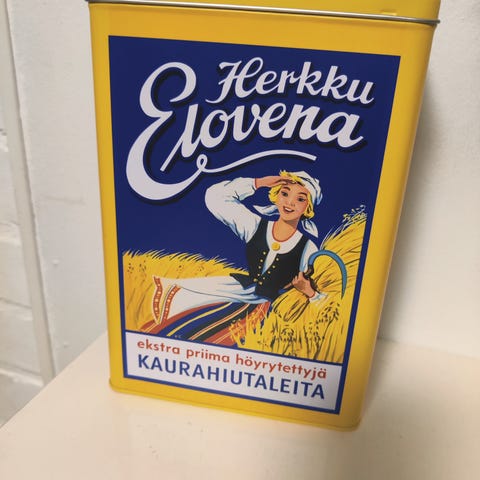 Herkku
Elovena
ekstra priima höyrytettyjä
KAURAHIUTALEITA